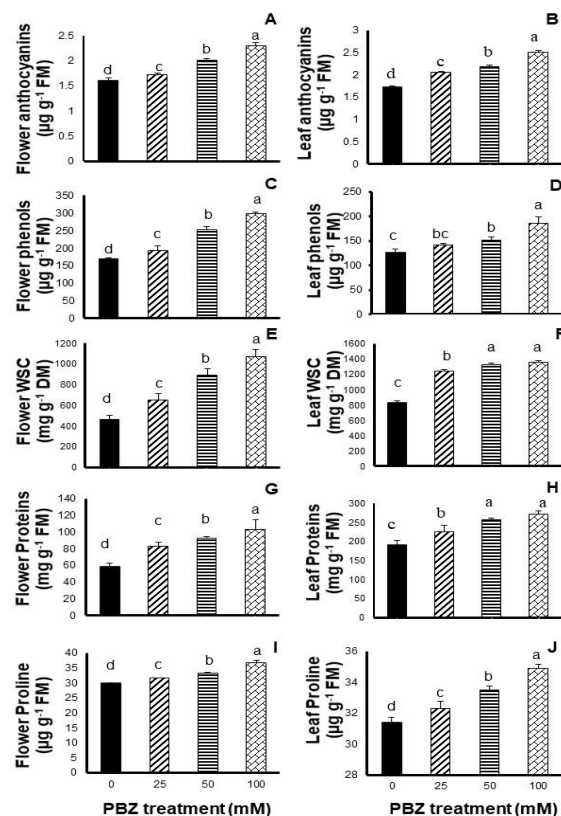 A
Flower anthocyanins
(µg g-1 FM)
2.5
2
1.5
1
0.5
0
d
c
b
a
B
Leaf anthocyanins
(µg g-1 FM)
3
2.5
2
1.5
1
0.5
0
d
c
b
a
C
Flower phenols
(µg g-1 FM)
350
300
250
200
150
100
50
0
d
c
b
a
D
Leaf phenols
(µg g-1 FM)
250
200
150
100
50
0
c
bc
b
a
E
Flower WSC
(mg g-1 DM)
1200
1000
800
600
400
200
0
d
c
b
a
F
Leaf WSC
(mg g-1 DM)
1600
1400
1200
1000
800
600
400
200
0
c
b
a
a
G
Flower Proteins
(mg g-1 FM)
140
120
100
80
60
40
20
0
d
c
b
a
H
Leaf Proteins
(mg g-1 FM)
300
250
200
150
100
50
0
c
b
a
a
I
Flower Proline
(µg g-1 FM)
40
35
30
25
20
15
10
5
0
d
c
b
a
0 25 50 100
PBZ treatment (mM)
J
Leaf Proline
(µg g-1 FM)
36
34
32
30
28
d
c
b
a
0 25 50 100
PBZ treatment (mM)